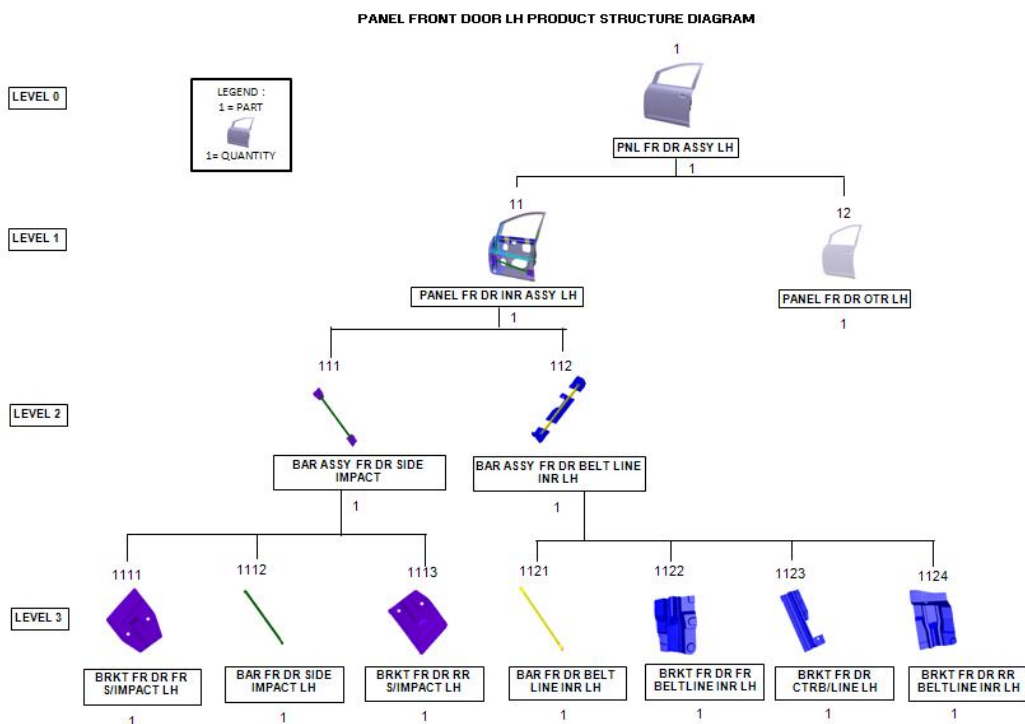 PANEL FRONT DOOR LH PRODUCT STRUCTURE DIAGRAM
1
LEVEL 0
LEGEND :
1 = PART
1= QUANTITY
PNL FR DR ASSY LH
1
11
12
LEVEL 1
PANEL FR DR INR ASSY LH
PANEL FR DR OTR LH
1
1
111
112
LEVEL 2
BAR ASSY FR DR SIDE
IMPACT
BAR ASSY FR DR BELT LINE
INR LH
1
1
1111
1112
1113
1121
1122
1123
1124
LEVEL 3
BRKT FR DR FR
S/IMPACT LH
BAR FR DR SIDE
IMPACT LH
BRKT FR DR RR
S/IMPACT LH
BAR FR DR BELT
LINE INR LH
BRKT FR DR FR
BELTLINE INR LH
BRKT FR DR
CTRB/LINE LH
BRKT FR DR RR
BELTLINE INR LH
1
1
1
1
1
1
1